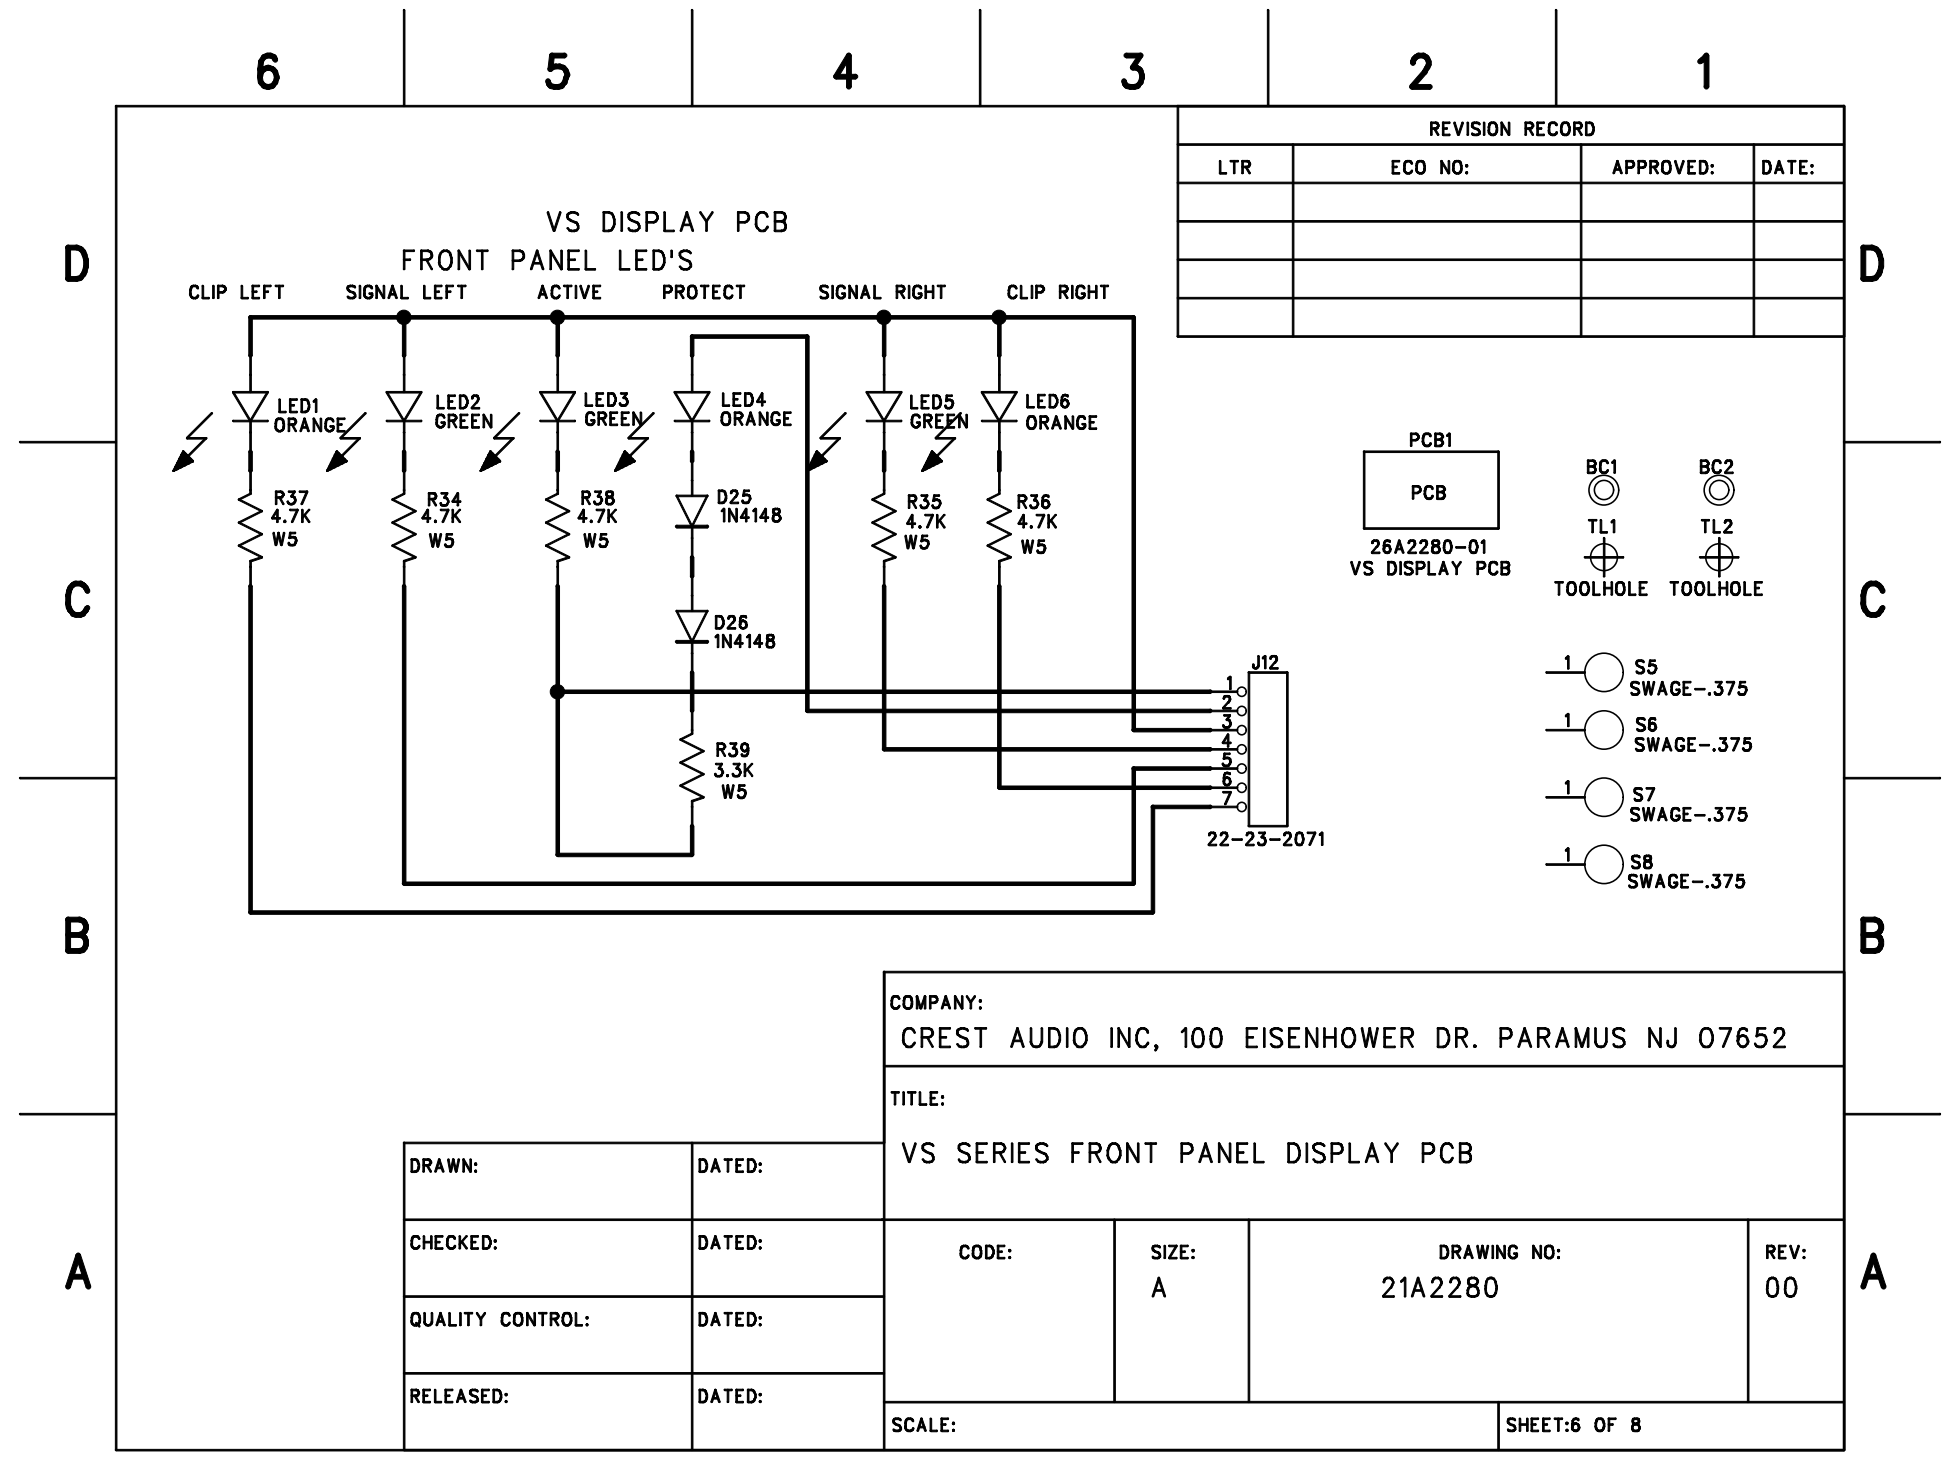 6 5 4 3 2 1
REVISION RECORD
LTR ECO NO: APPROVED: DATE:
D D
VS DISPLAY PCB
FRONT PANEL LED'S
CLIP LEFT SIGNAL LEFT ACTIVE PROTECT SIGNAL RIGHT CLIP RIGHT
LED1
ORANGE
LED2
GREEN
LED3
GREEN
LED4
ORANGE
LED5
GREEN
LED6
ORANGE
R37
4.7K
W5
R34
4.7K
W5
R38
4.7K
W5
D25
1N4148
R35
4.7K
W5
R36
4.7K
W5
D26
1N4148
R39
3.3K
W5
PCB1
PCB
26A2280-01
VS DISPLAY PCB
BC1
BC2
TL1
TOOLHOLE
TL2
TOOLHOLE
C C
J12
1
2
3
4
5
6
7
22-23-2071
1 S5
SWAGE-.375
1 S6
SWAGE-.375
1 S7
SWAGE-.375
1 S8
SWAGE-.375
B B
COMPANY:
CREST AUDIO INC, 100 EISENHOWER DR. PARAMUS NJ 07652
TITLE:
VS SERIES FRONT PANEL DISPLAY PCB
DRAWN: DATED:
CHECKED: DATED:
QUALITY CONTROL: DATED:
RELEASED: DATED:
CODE: SIZE: DRAWING NO: REV:
A 21A2280 00
A A
SCALE: SHEET:6 OF 8